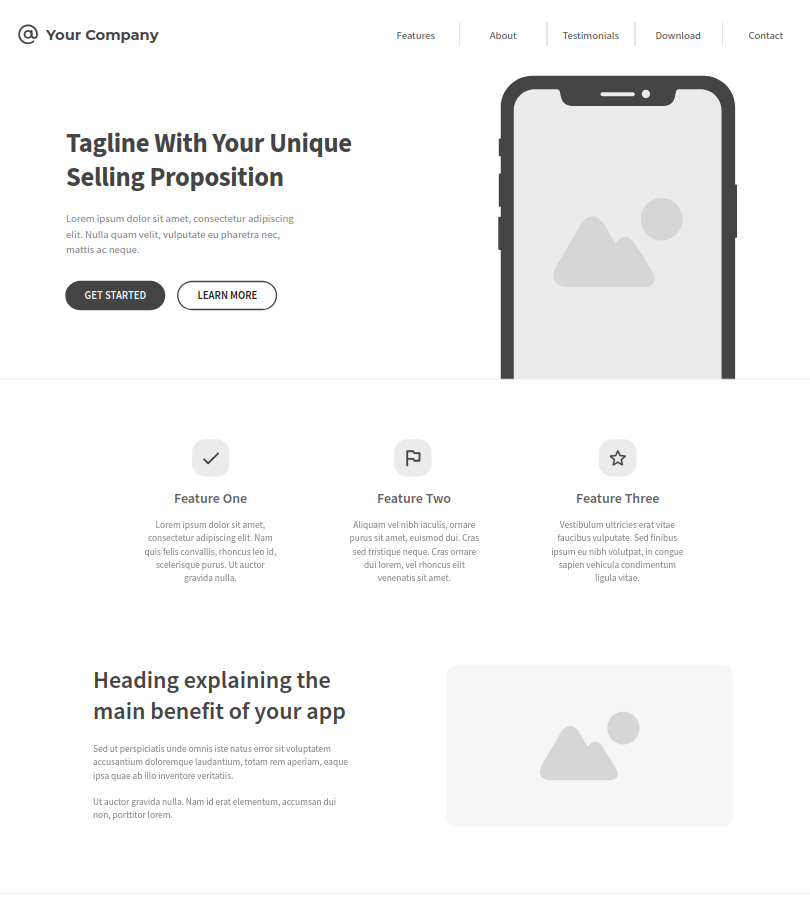 @ Your Company
Features
About
Testimonials
Download
Contact
Tagline With Your Unique
Selling Proposition
Lorem ipsum dolor sit amet, consectetur adipiscing
elit. Nulla quam velit, vulputate eu pharetra nec,
mattis ac neque.
GET STARTED
LEARN MORE
Feature One
Lorem ipsum dolor sit amet,
consectetur adipiscing elit. Nam
quis felis convallis, rhoncus leo id,
scelerisque purus. Ut auctor
gravida nulla.
Feature Two
Aliquam vel nibh iaculis, ornare
purus sit amet, euismod dui. Cras
sed tristique neque. Cras ornare
dui lorem, vel rhoncus elit
venenatis sit amet.
Feature Three
Vestibulum ultricies erat vitae
faucibus vulputate. Sed finibus
ipsum eu nibh volutpat, in congue
sapien vehicula condimentum
ligula vitae.
Heading explaining the
main benefit of your app
Sed ut perspiciatis unde omnis iste natus error sit voluptatem
accusantium doloremque laudantium, totam rem aperiam, eaque
ipsa quae ab illo inventore veritatiis.
Ut auctor gravida nulla. Nam id erat elementum, accumsan dui
non, porttitor lorem.